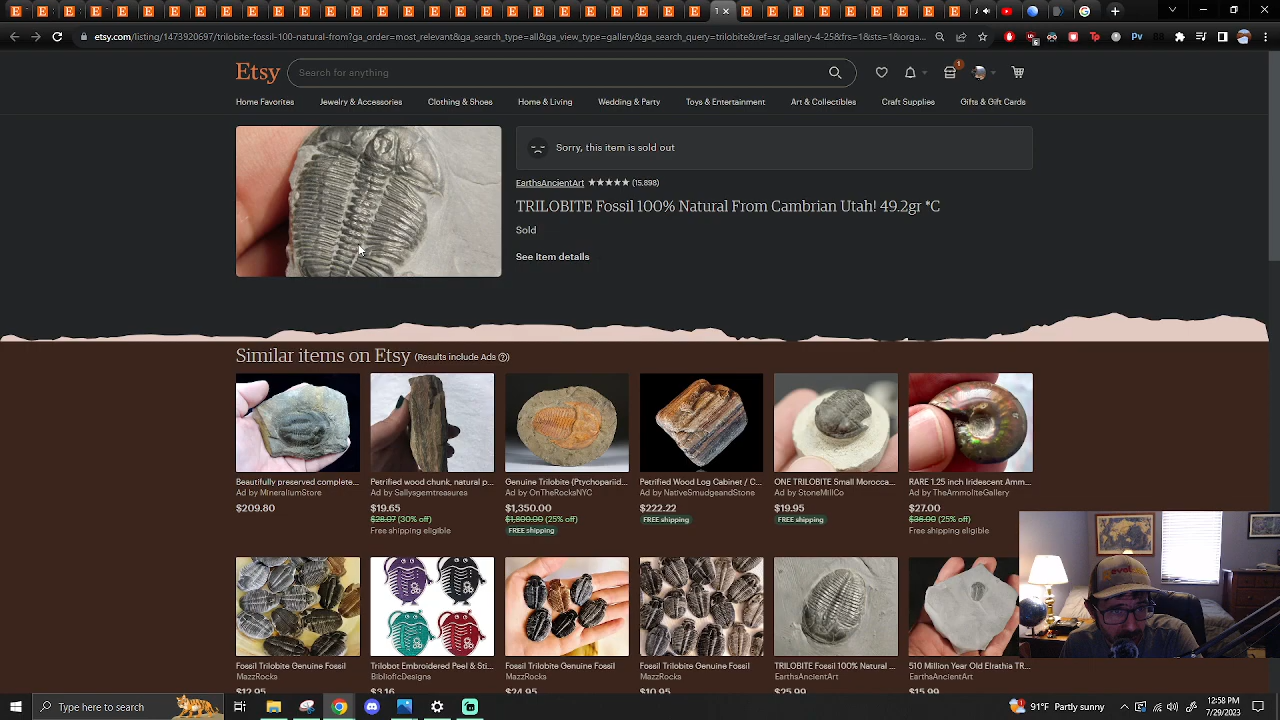 etsy.com/listing/1473920697/trilobite-fossil-100-natural-from?ga_order=most_relevant&ga_search_type=all&ga_view_type=gallery&ga_search_query=trilobite&ref=sr_gallery-4-25&frs=1&sts=1&iorga...
Etsy
Search for anything
1
Home Favorites Jewelry & Accessories Clothing & Shoes Home & Living Wedding & Party Toys & Entertainment Art & Collectibles Craft Supplies Gifts & Gift Cards
Sorry, this item is sold out
EarthsAncientArt ★★★★★ (15,898)
TRILOBITE Fossil 100% Natural From Cambrian Utah! 49.2gr *C
Sold
See item details
Similar items on Etsy (Results include Ads ?)
Beautifully preserved complete...
Ad by MineraliumStore
$209.80
Petrified wood chunk, natural p...
Ad by Sallysgemtreasures
$19.65
$28.07 (30% off)
Free shipping eligible
Genuine Trilobite (Ptychopariid...
Ad by OnTheRocksNYC
$1,350.00
$1,800.00 (25% off)
FREE shipping
Petrified Wood Log Cabinet / C...
Ad by NativeSmudgeandStone
$222.22
FREE shipping
ONE TRILOBITE Small Morocca...
Ad by StoneMillCo
$19.95
FREE shipping
RARE 1.25 inch Iridescent Amm...
Ad by TheAmmoliteGallery
$27.00
$36.00 (25% off)
Free shipping eligible
Fossil Trilobite Genuine Fossil
MazzRocks
$12.95
Trilobot Embroidered Peel & Sti...
BiblioficDesigns
$3.16
Fossil Trilobite Genuine Fossil
MazzRocks
$24.95
Fossil Trilobite Genuine Fossil
MazzRocks
$10.95
TRILOBITE Fossil 100% Natural ...
EarthsAncientArt
$25.99
510 Million Year Old Elrathia TR...
EarthsAncientArt
$15.99
evol
Type here to search
91°F Partly sunny
12:58 PM
7/29/2023